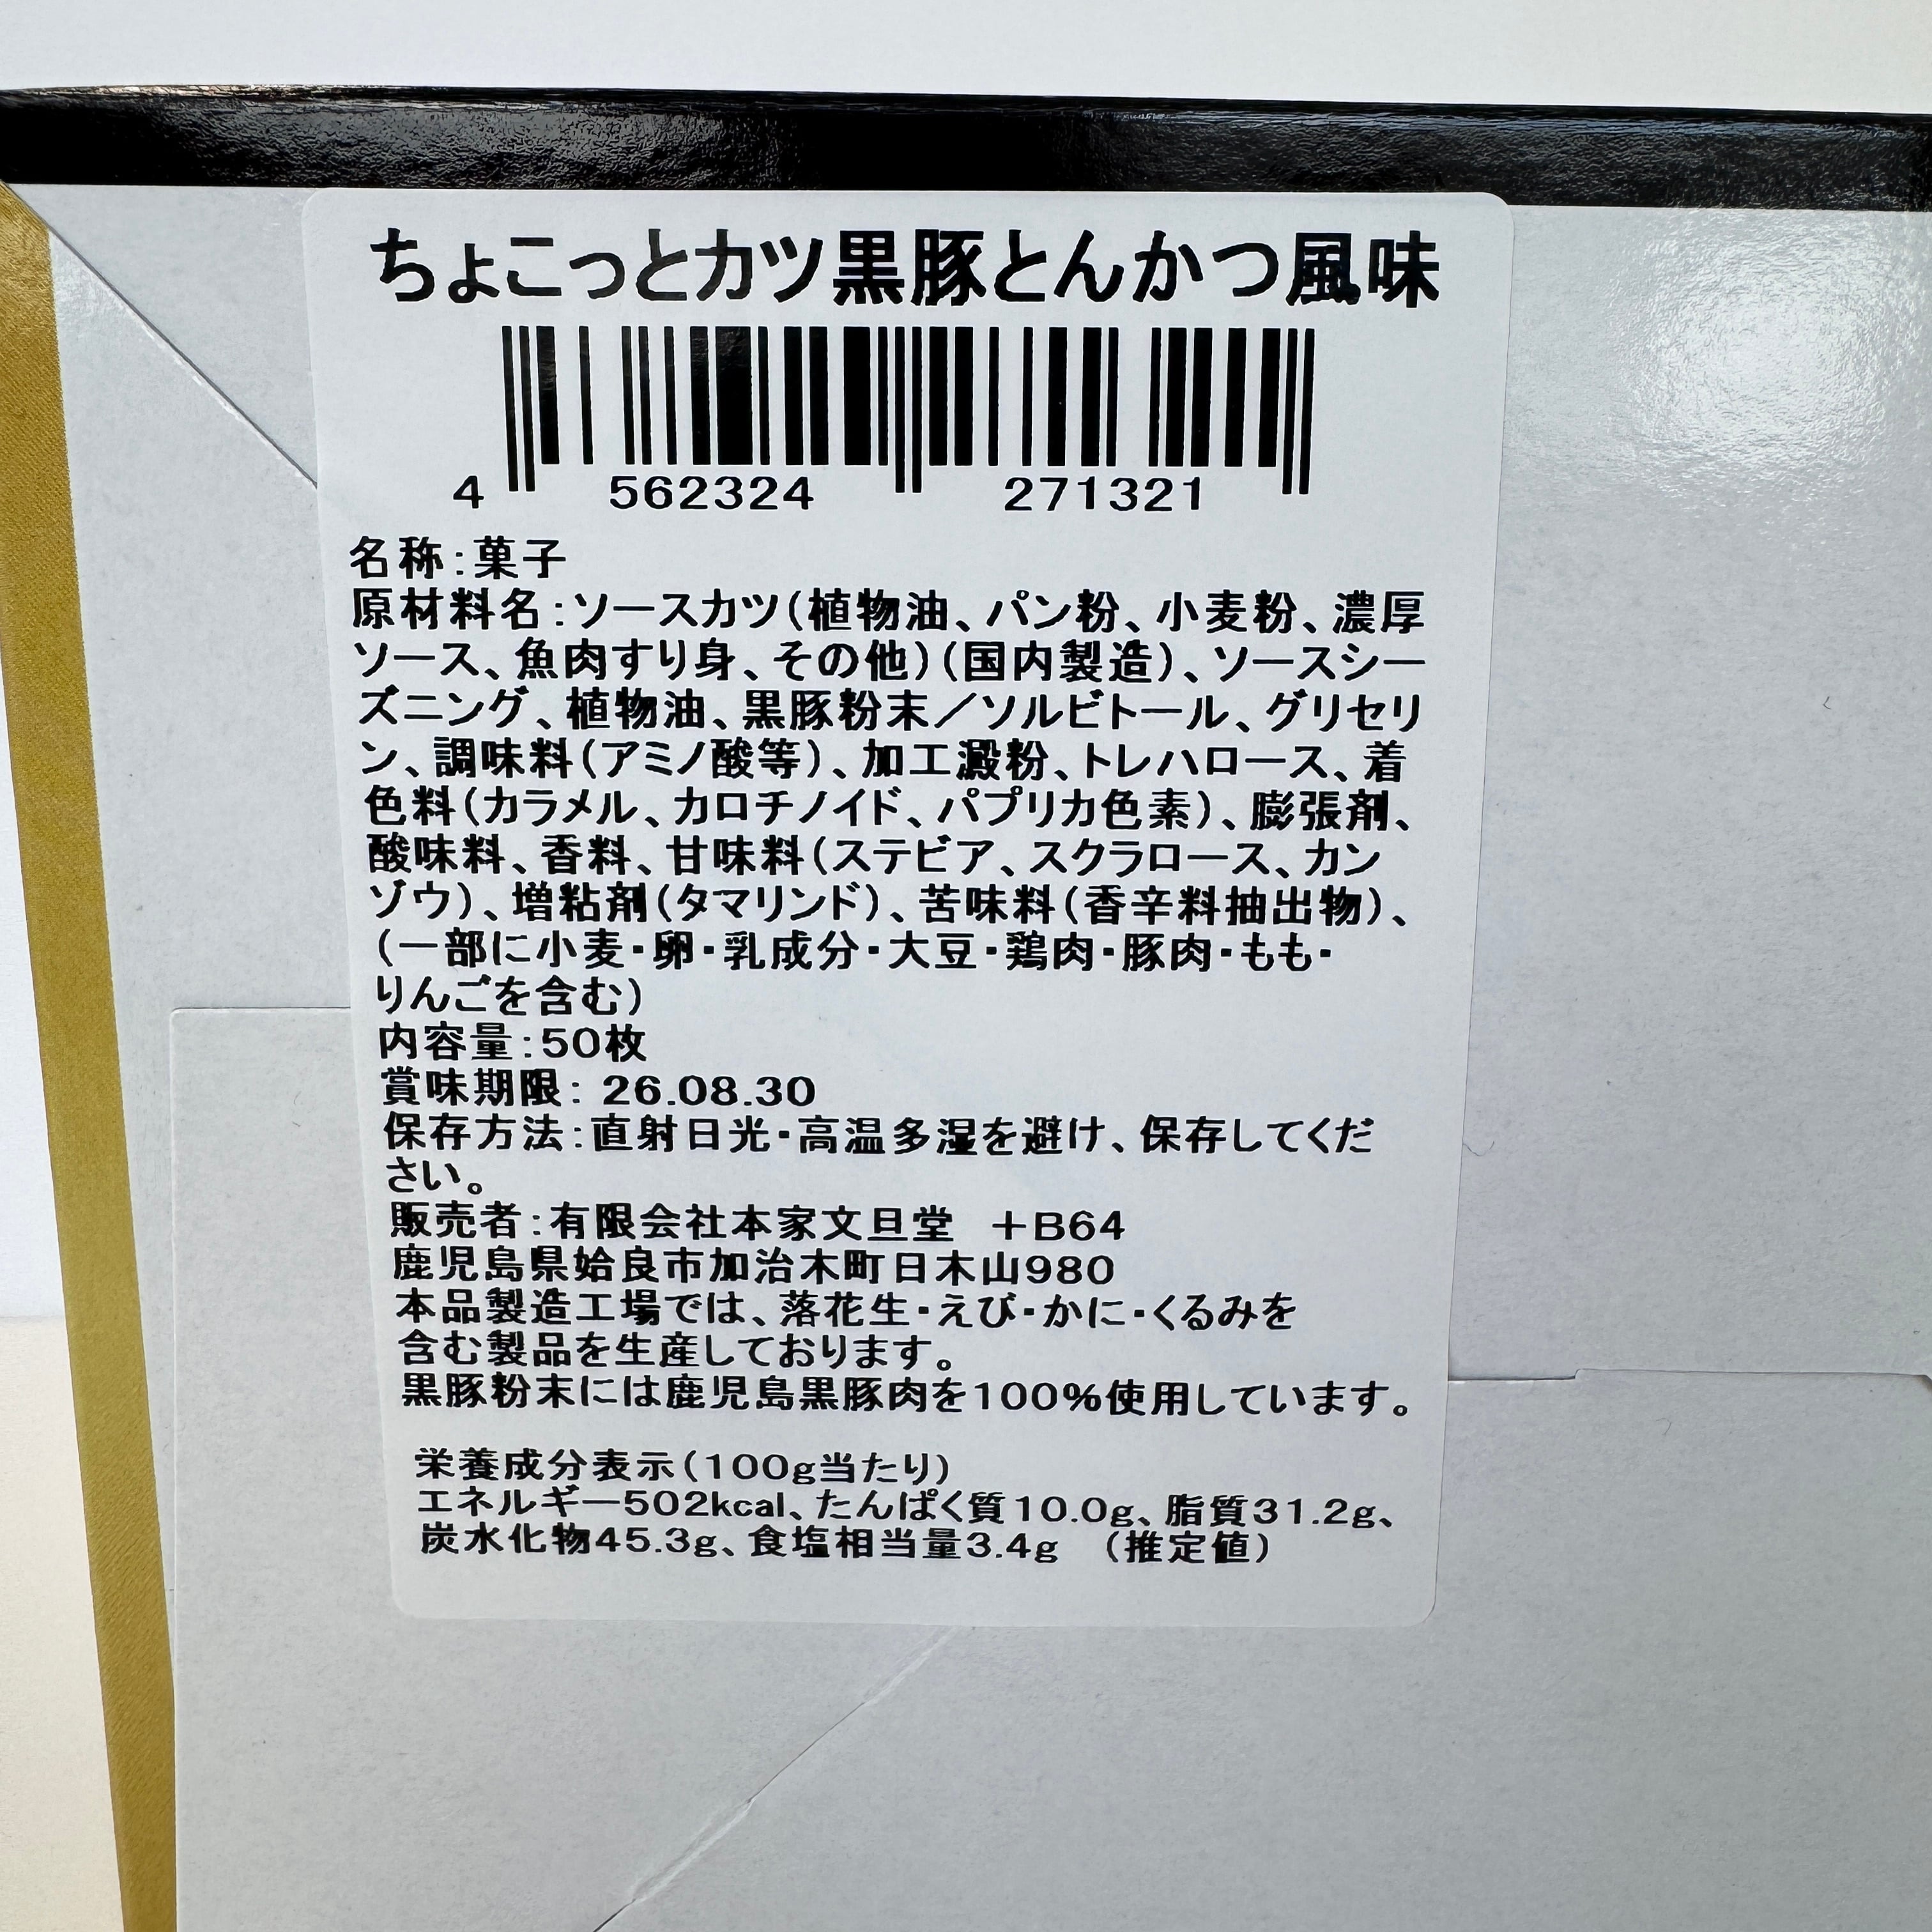 ちょこっとカツ黒豚とんかつ風味
4 562324 271321
名称:菓子
原材料名:ソースカツ(植物油、パン粉、小麦粉、濃厚
ソース、魚肉すり身、その他)(国内製造)、ソースシー
ズニング、植物油、黒豚粉末/ソルビトール、グリセリ
ン、調味料(アミノ酸等)、加工澱粉、トレハロース、着
色料(カラメル、カロチノイド、パプリカ色素)、膨張剤、
酸味料、香料、甘味料(ステビア、スクラロース、カン
ゾウ)、増粘剤(タマリンド)、苦味料(香辛料抽出物)、
(一部に小麦・卵・乳成分・大豆・鶏肉・豚肉・もも・
りんごを含む)
内容量:50枚
賞味期限: 26.08.30
保存方法:直射日光・高温多湿を避け、保存してくだ
さい。
販売者:有限会社本家文旦堂 +B64
鹿児島県姶良市加治木町日木山980
本品製造工場では、落花生・えび・かに・くるみを
含む製品を生産しております。
黒豚粉末には鹿児島黒豚肉を100%使用しています。
栄養成分表示(100g当たり)
エネルギー502kcal、たんぱく質10.0g、脂質31.2g、
炭水化物45.3g、食塩相当量3.4g (推定値)